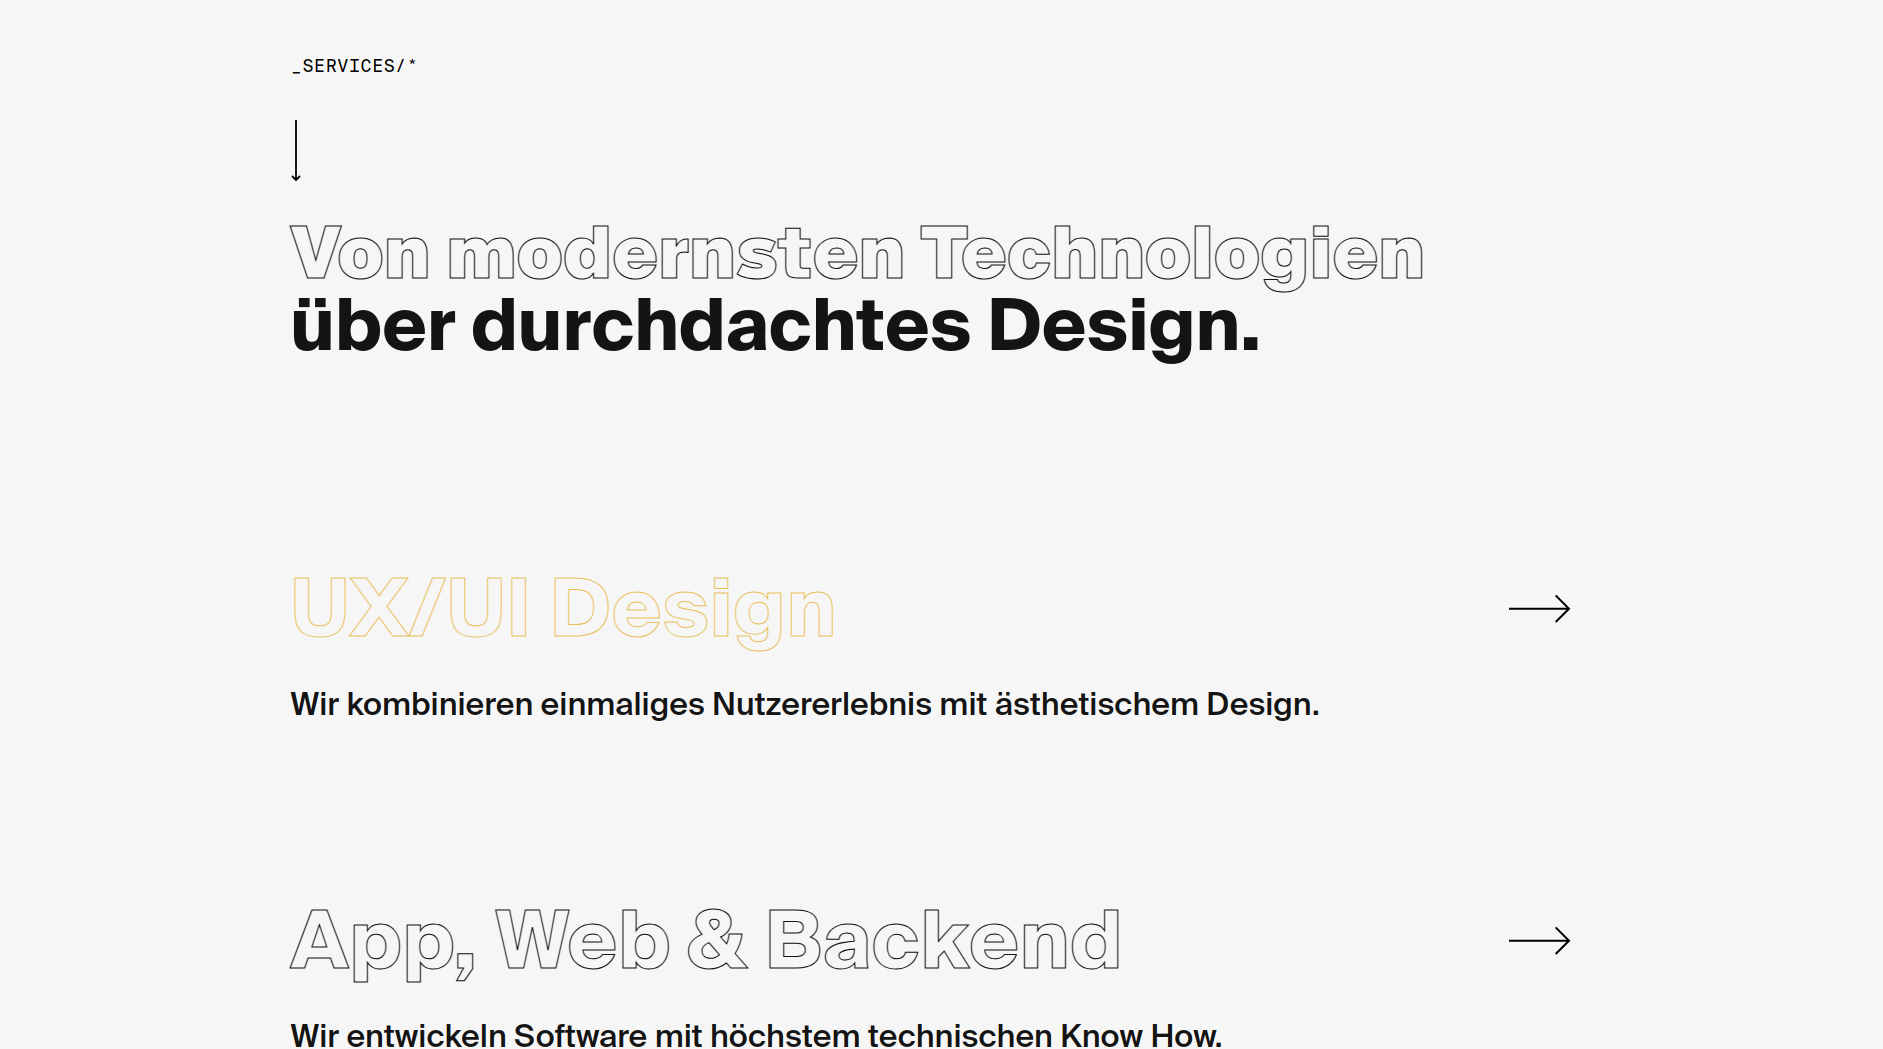 _SERVICES/*
Von modernsten Technologien
über durchdachtes Design.
UX/UI Design
Wir kombinieren einmaliges Nutzererlebnis mit ästhetischem Design.
App, Web & Backend
Wir entwickeln Software mit höchstem technischen Know How.